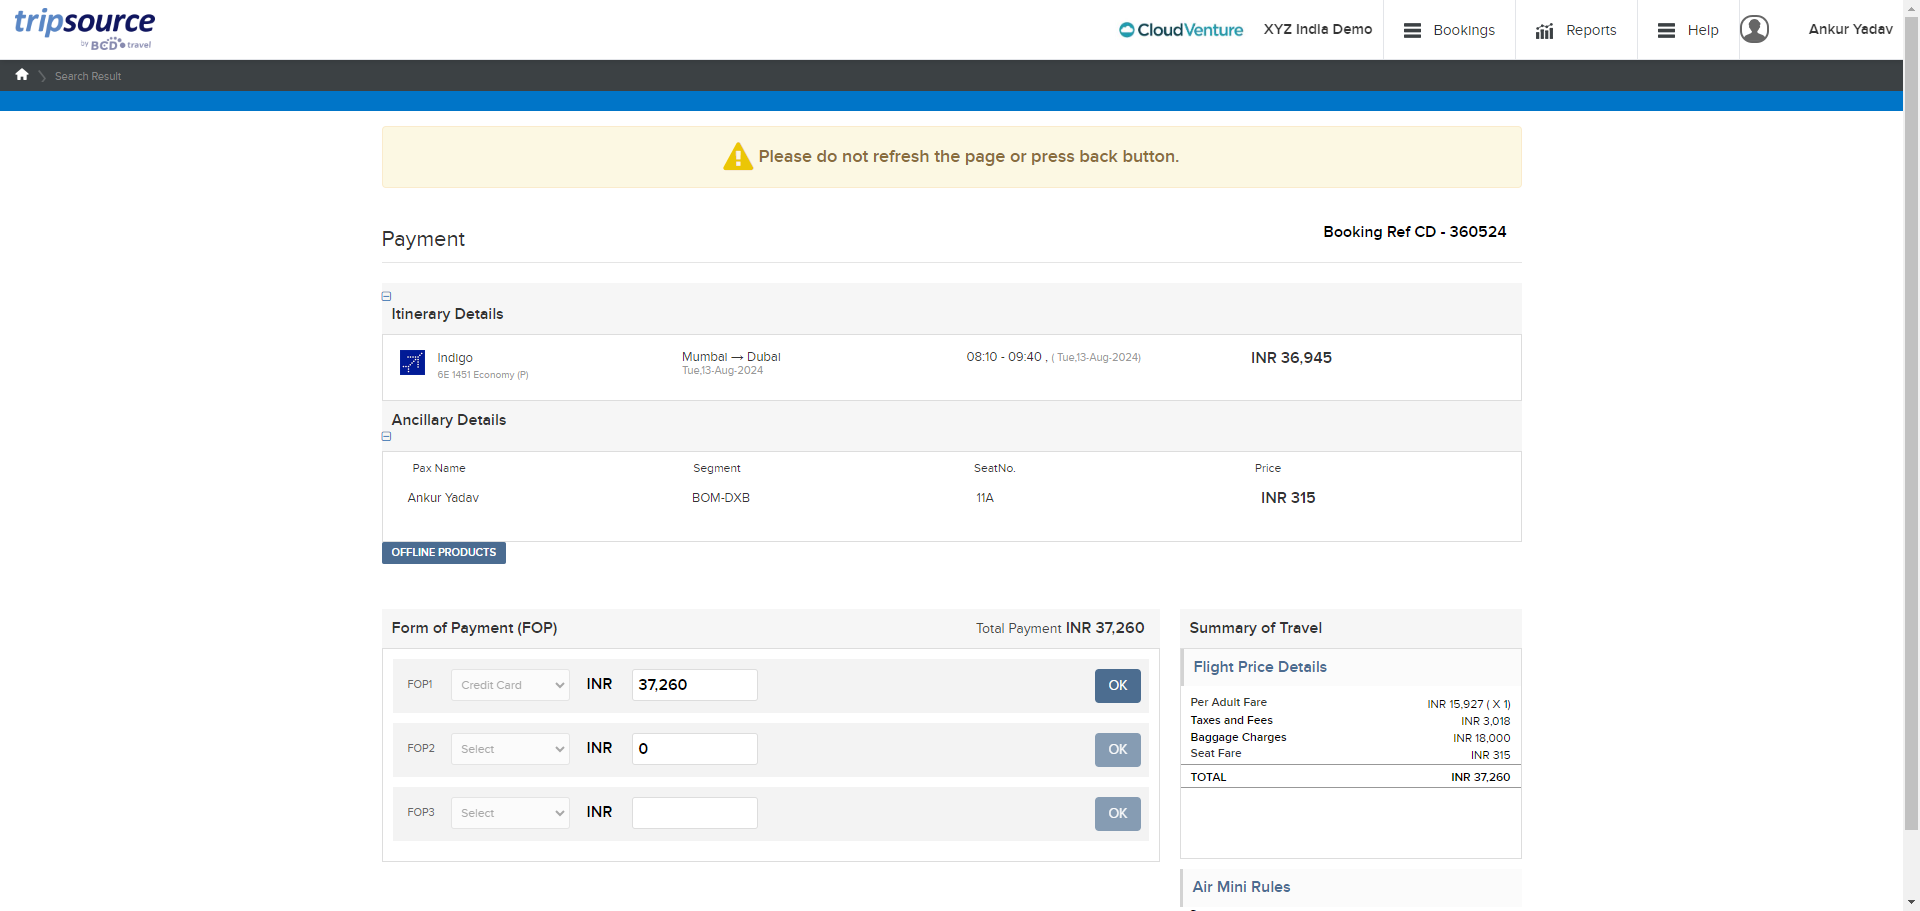 tripsource
by BCD travel
CloudVenture
XYZ India Demo
Bookings
Reports
Help
Ankur Yadav
Search Result
Please do not refresh the page or press back button.
Payment
Booking Ref CD - 360524
Itinerary Details
Indigo
6E 1451 Economy (P)
Mumbai → Dubai
Tue,13-Aug-2024
08:10 - 09:40 , ( Tue,13-Aug-2024)
INR 36,945
Ancillary Details
Pax Name Segment SeatNo. Price
Ankur Yadav BOM-DXB 11A INR 315
OFFLINE PRODUCTS
Form of Payment (FOP) Total Payment INR 37,260
FOP1 Credit Card INR 37,260 OK
FOP2 Select INR 0 OK
FOP3 Select INR OK
Summary of Travel
Flight Price Details
Per Adult Fare INR 15,927 ( X 1)
Taxes and Fees INR 3,018
Baggage Charges INR 18,000
Seat Fare INR 315
TOTAL INR 37,260
Air Mini Rules